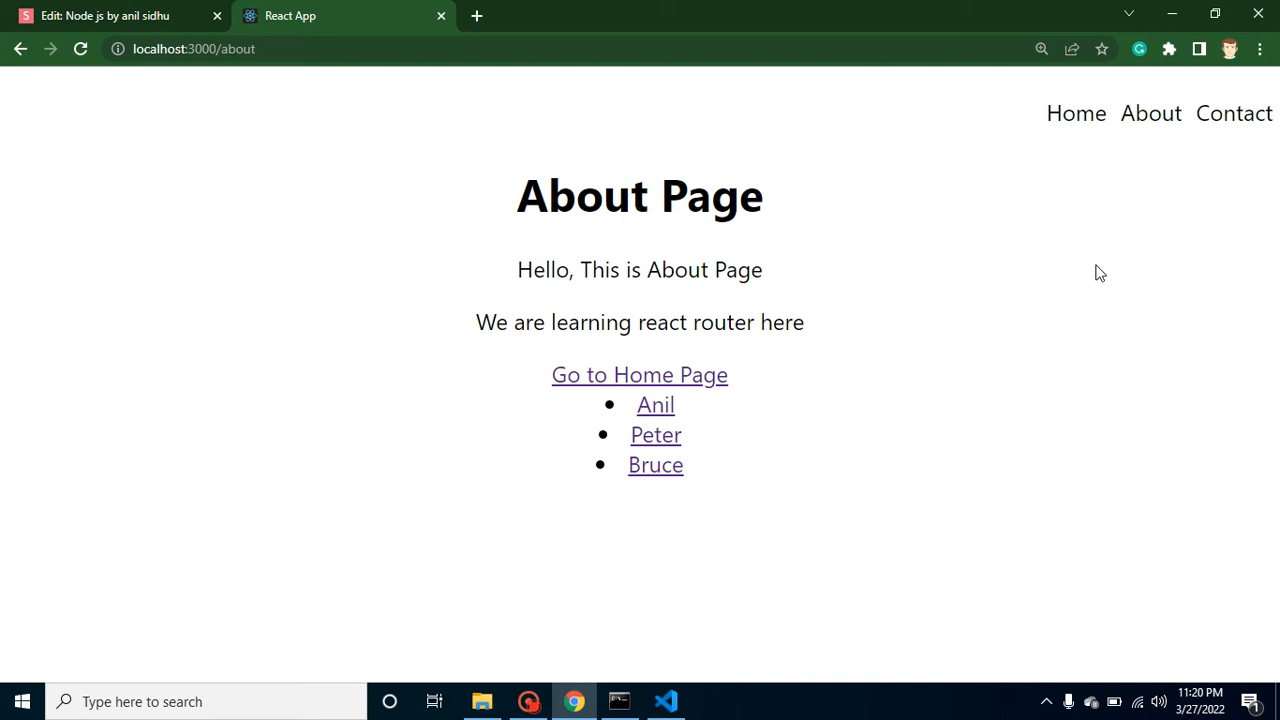 Edit: Node js by anil sidhu
React App
localhost:3000/about
Home About Contact
About Page
Hello, This is About Page
We are learning react router here
Go to Home Page
Anil
Peter
Bruce
Type here to search
11:20 PM
3/27/2022
1